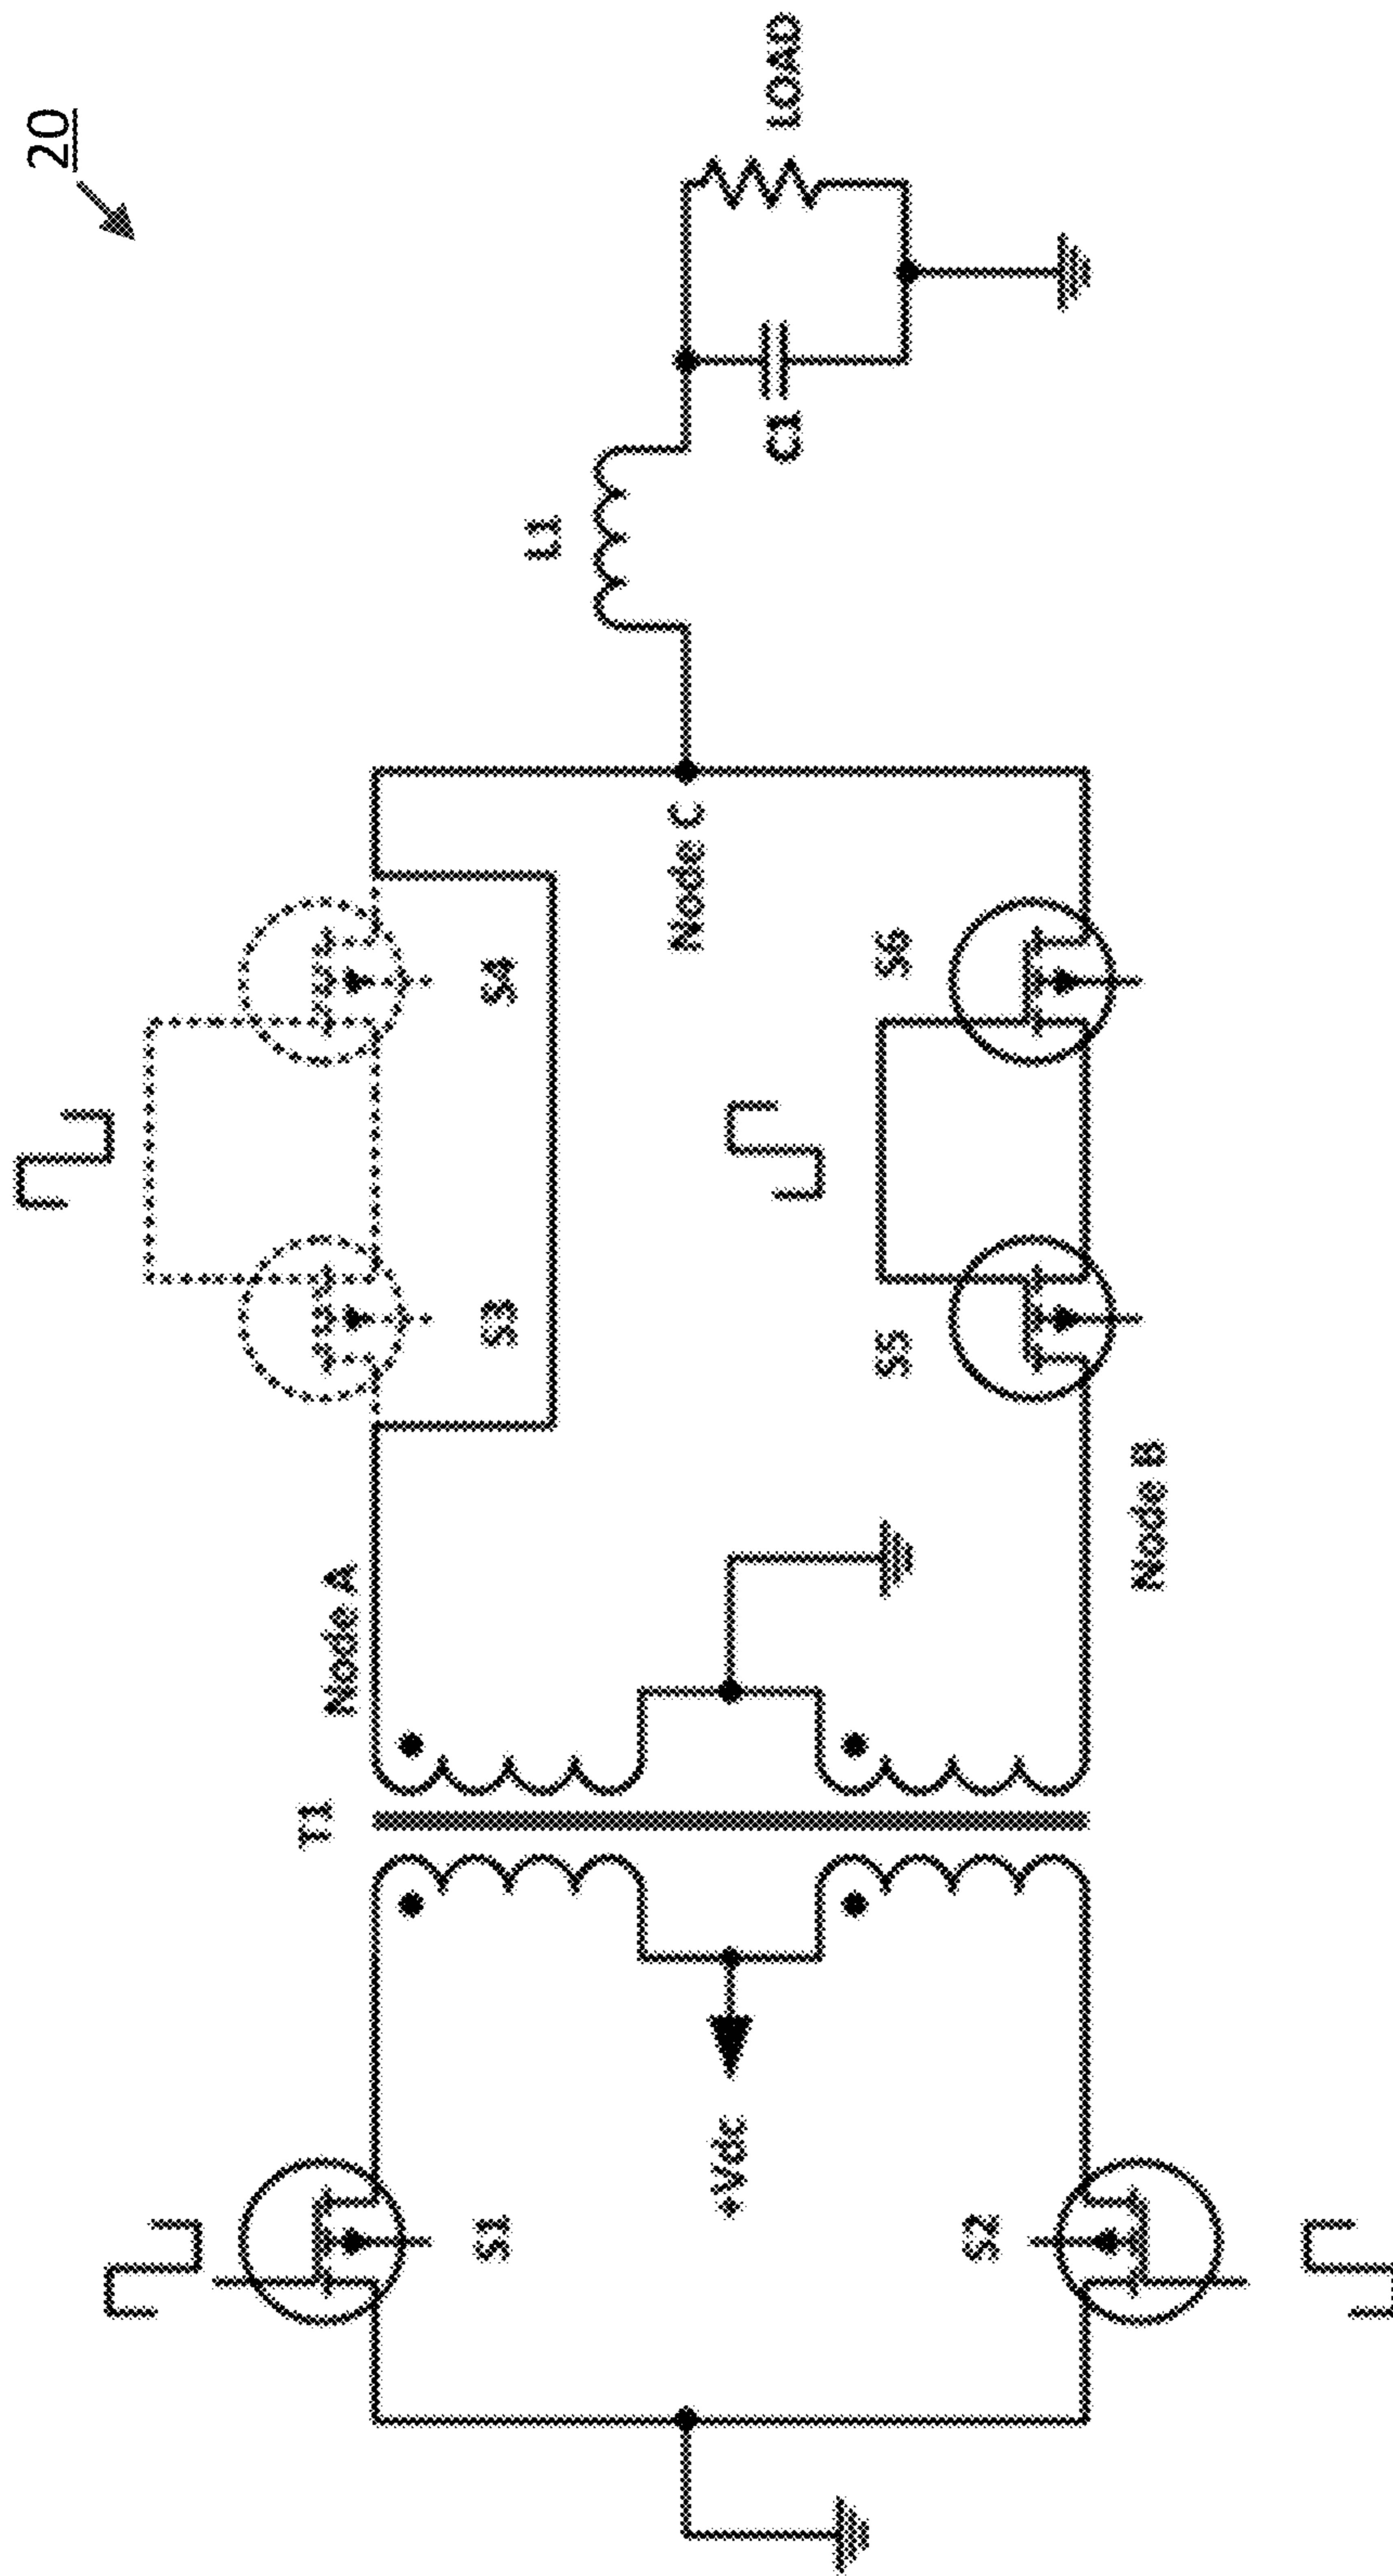 20
T1
Node A
S1
+Vdc
S2
S3
S4
Node C
S5
S6
Node B
L1
C1
LOAD